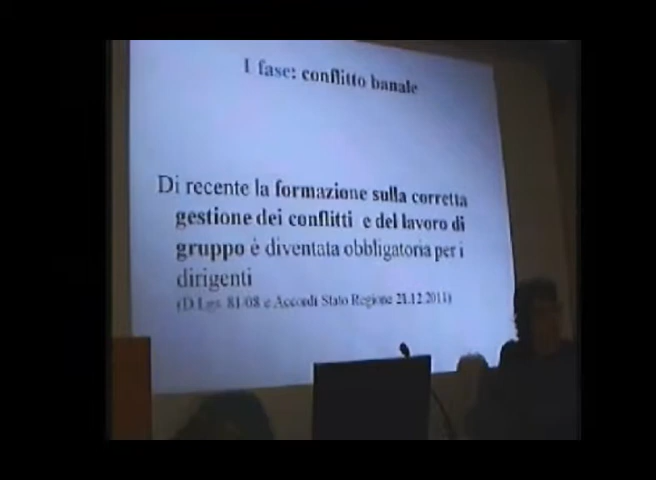 I fase: conflitto banale
Di recente la formazione sulla corretta
gestione dei conflitti e del lavoro di
gruppo è diventata obbligatoria per i
dirigenti
(D.Lgs. 81/08 e Accordi Stato Regione 21.12.2011)